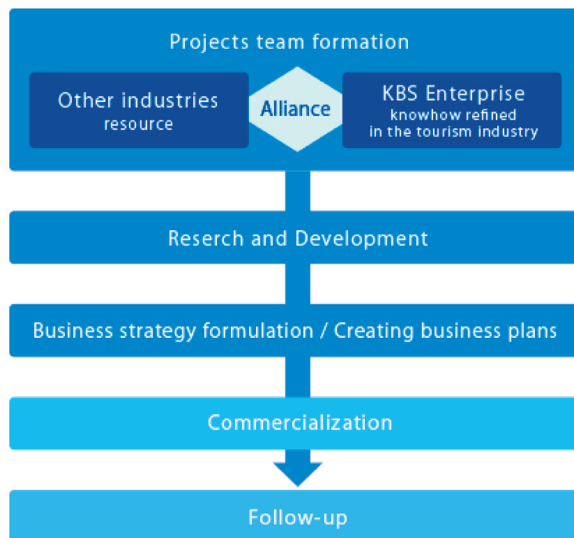 Projects team formation
Other industries
resource
Alliance
KBS Enterprise
knowhow refined
in the tourism industry
Reserch and Development
Business strategy formulation / Creating business plans
Commercialization
Follow-up